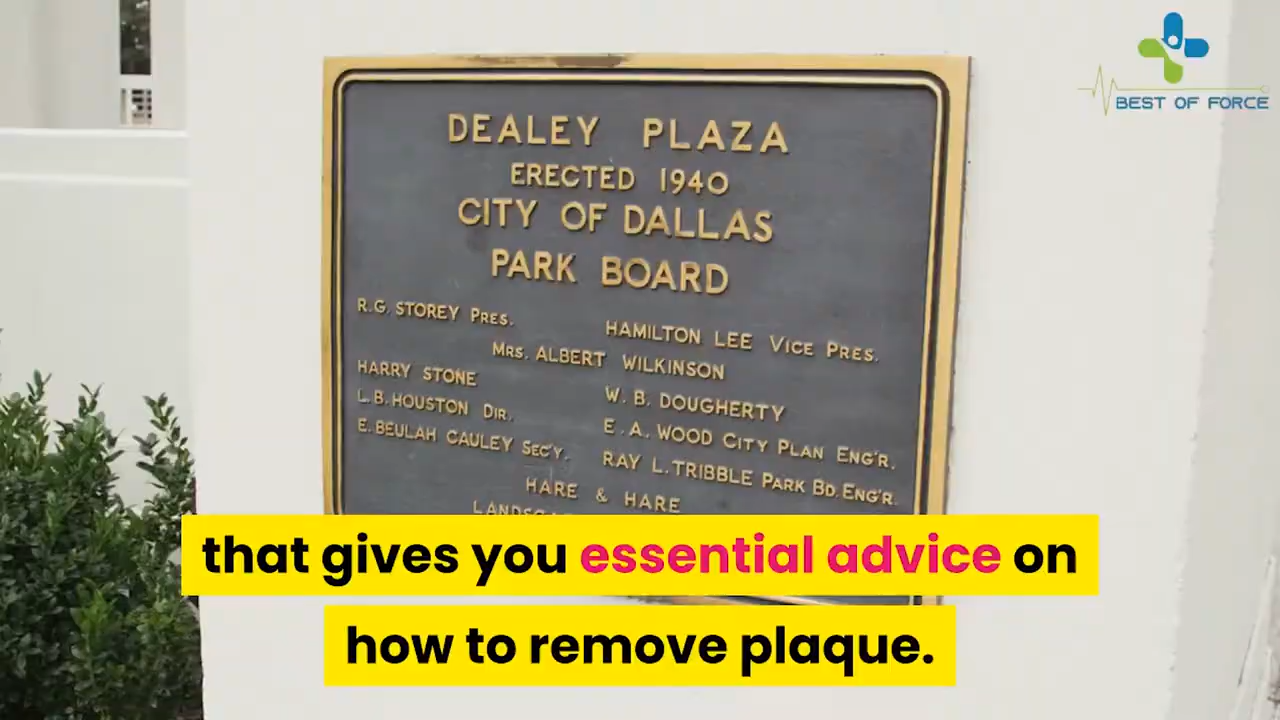 BEST OF FORCE
DEALEY PLAZA
ERECTED 1940
CITY OF DALLAS
PARK BOARD
R.G. STOREY PRES.
HAMILTON LEE VICE PRES.
MRS. ALBERT WILKINSON
HARRY STONE
W. B. DOUGHERTY
L.B. HOUSTON DIR.
E. A. WOOD CITY PLAN ENG'R.
E. BEULAH CAULEY SEC'Y.
RAY L. TRIBBLE PARK BD. ENG'R.
HARE & HARE
that gives you essential advice on
how to remove plaque.